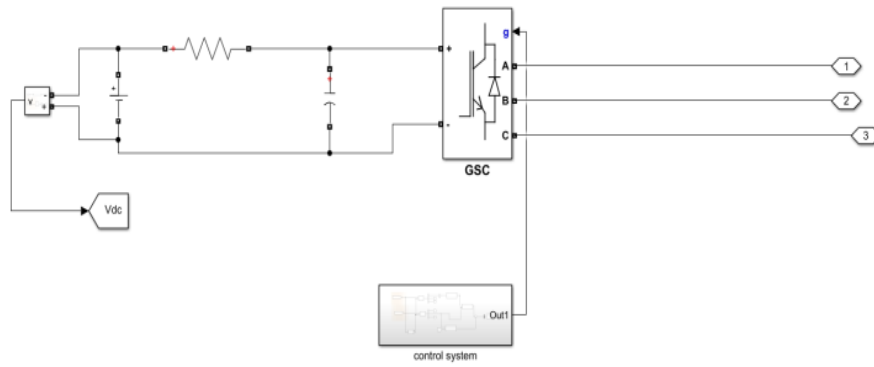 g
+
A
1
v
-
+
+
+
+
B
2
-
C
3
GSC
Vdc
Out1
control system